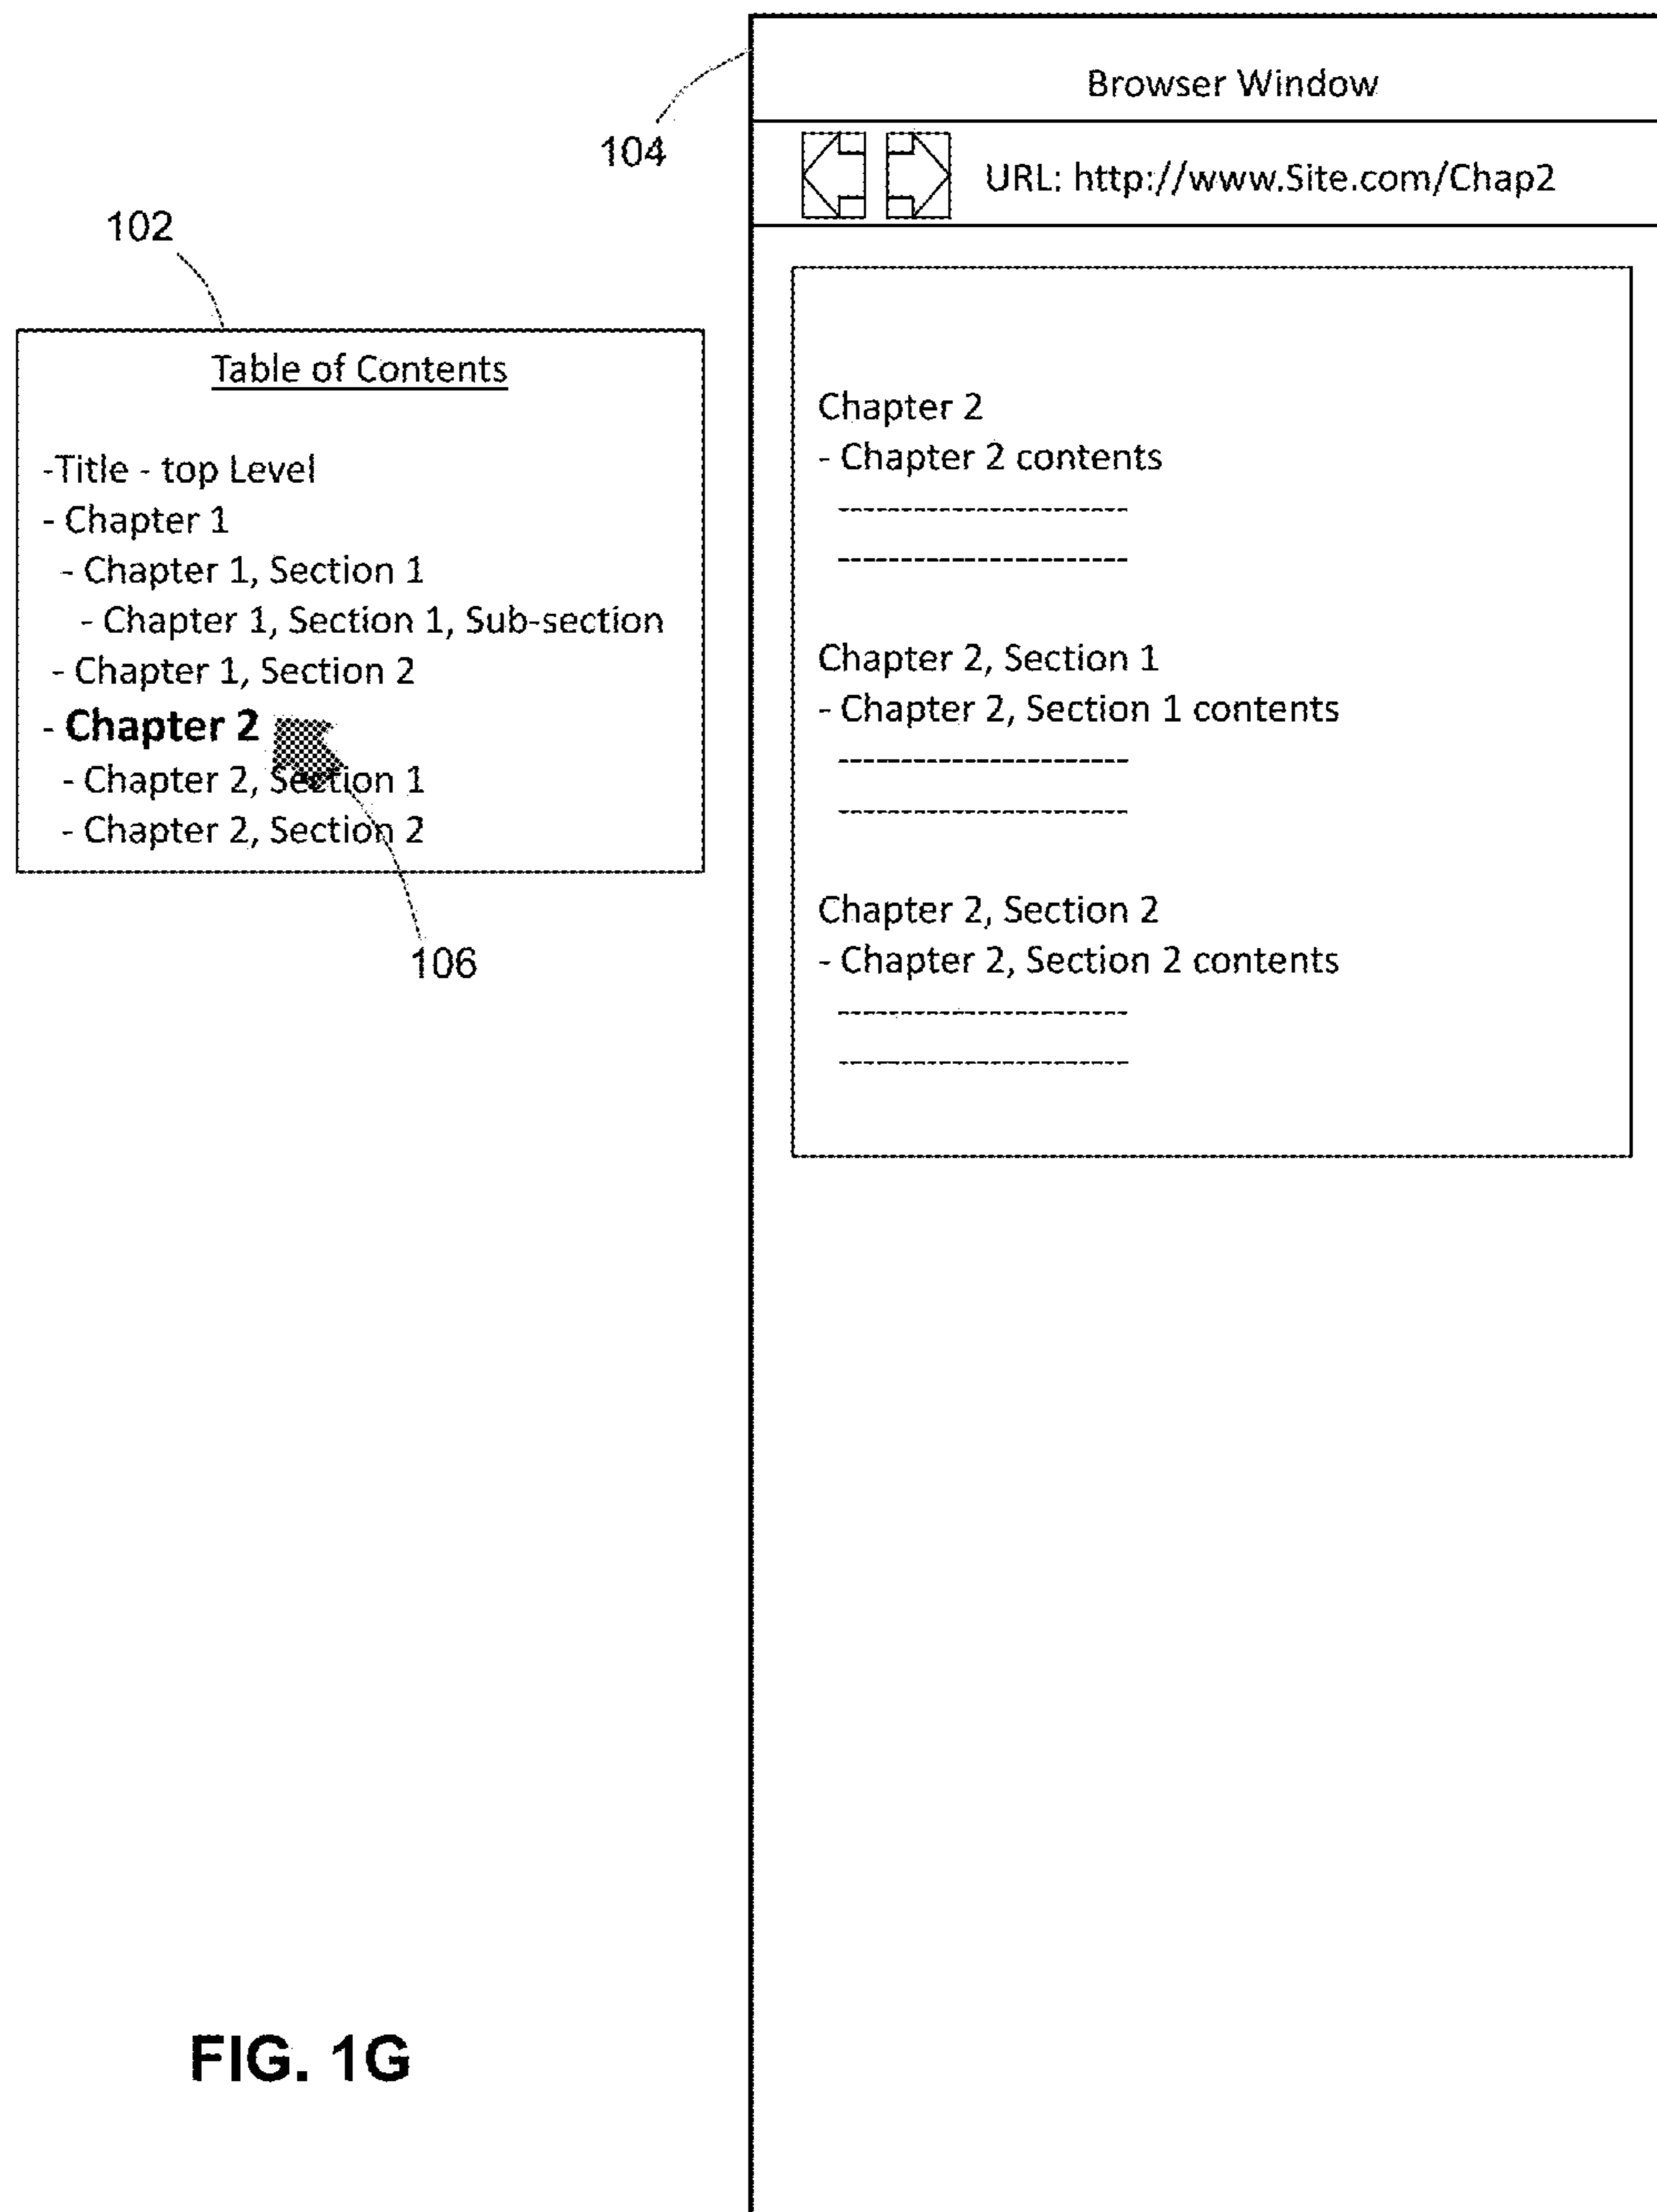 Browser Window
104
URL: http://www.Site.com/Chap2
102
Table of Contents
-Title - top Level
- Chapter 1
- Chapter 1, Section 1
- Chapter 1, Section 1, Sub-section
- Chapter 1, Section 2
- Chapter 2
- Chapter 2, Section 1
- Chapter 2, Section 2
106
Chapter 2
- Chapter 2 contents
-----------------------
-----------------------
Chapter 2, Section 1
- Chapter 2, Section 1 contents
-----------------------
-----------------------
Chapter 2, Section 2
- Chapter 2, Section 2 contents
-----------------------
-----------------------
FIG. 1G